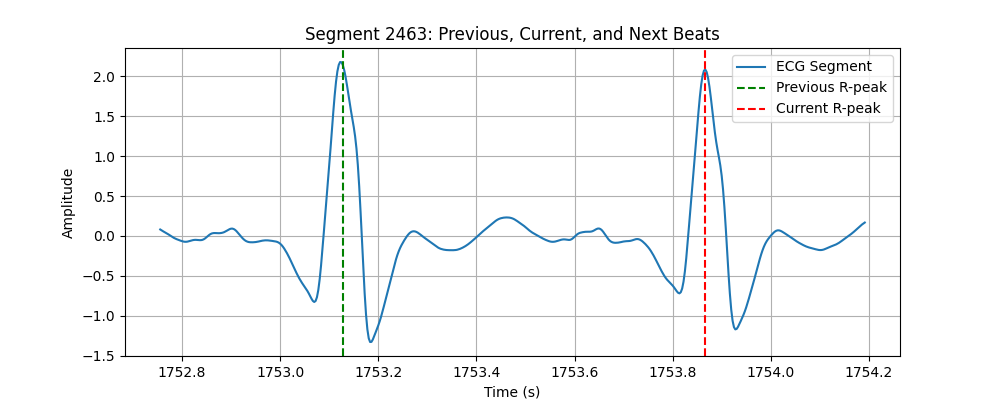 Segment 2463: Previous, Current, and Next Beats
ECG Segment
Previous R-peak
Current R-peak
2.0
1.5
1.0
0.5
0.0
−0.5
−1.0
−1.5
Amplitude
1752.8 1753.0 1753.2 1753.4 1753.6 1753.8 1754.0 1754.2
Time (s)